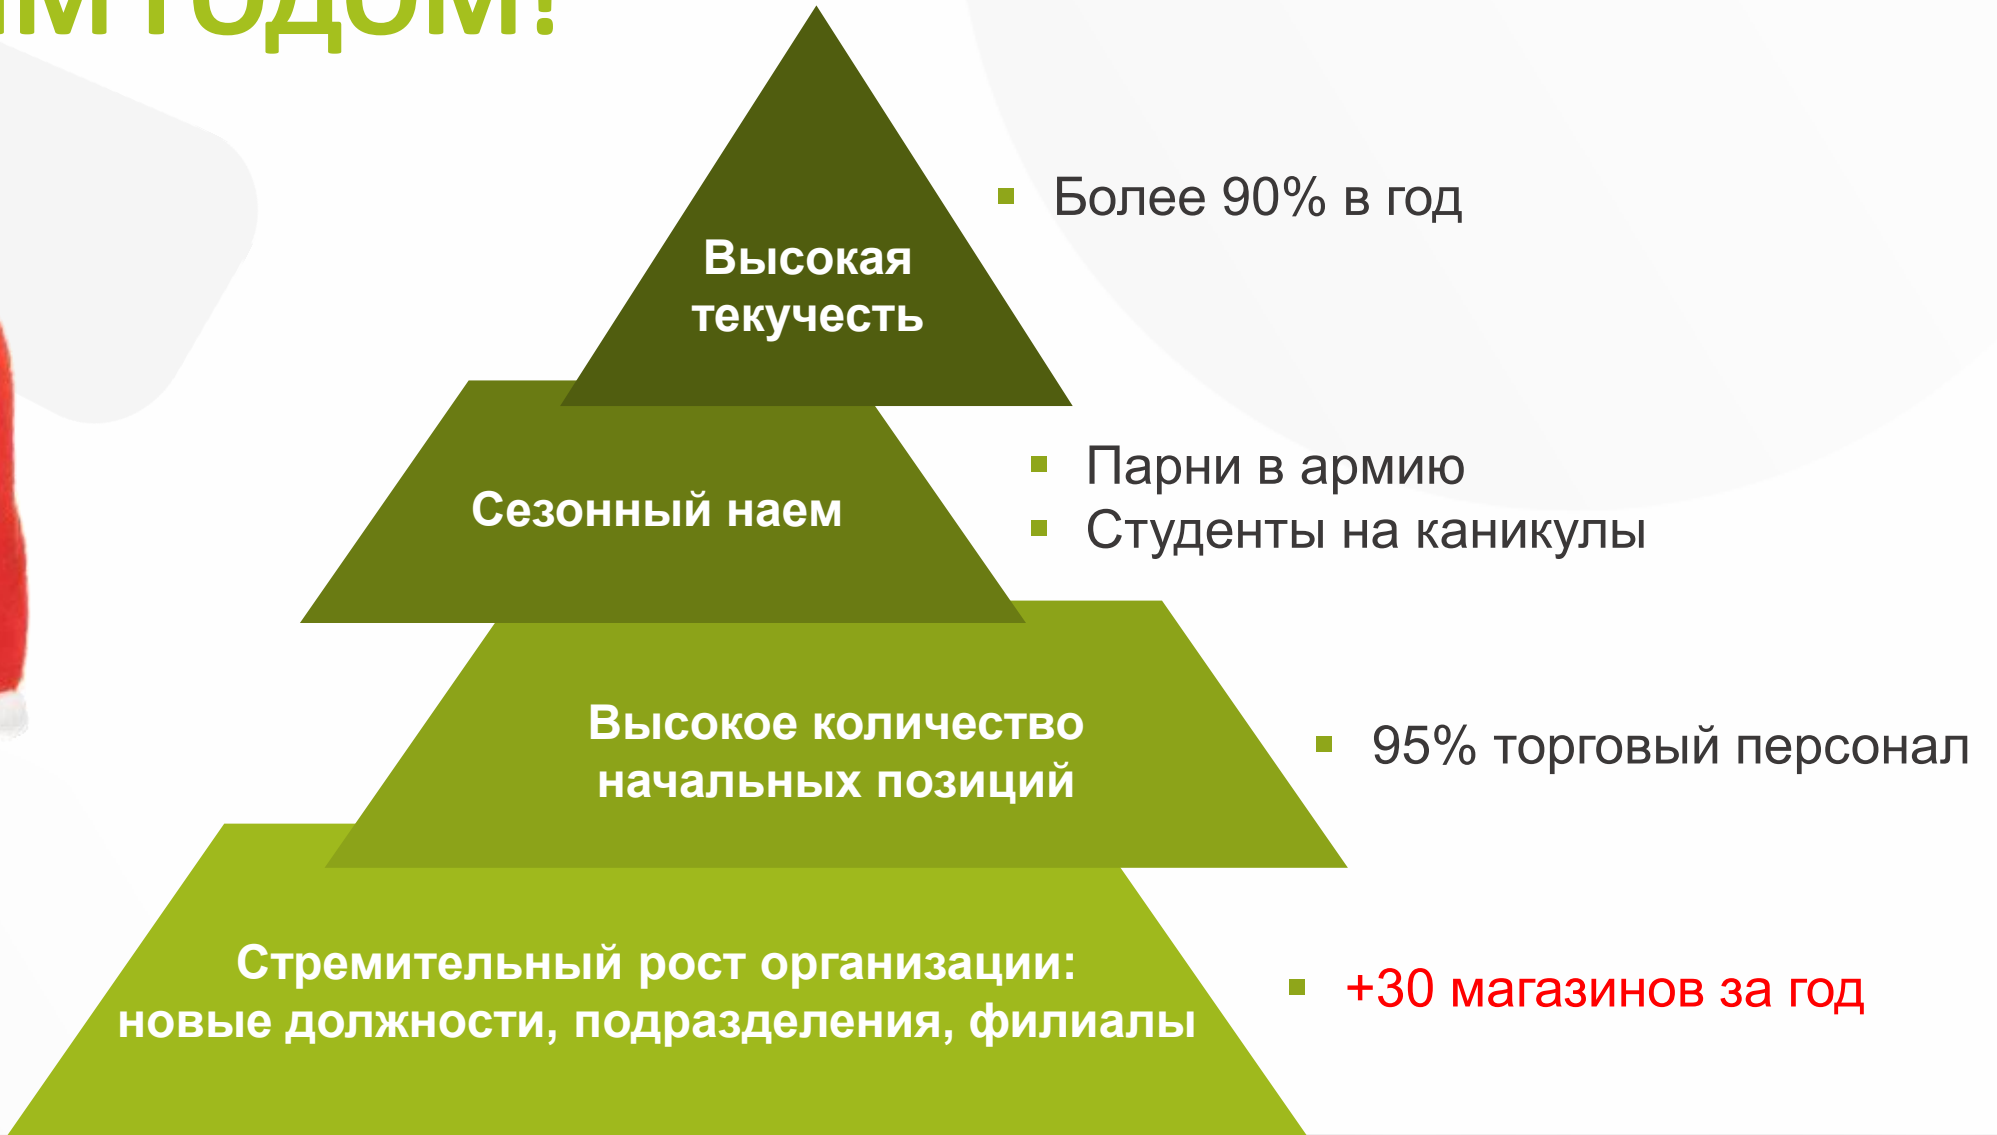 ГОДОМ!
Более 90% в год
Высокая
текучесть
Парни в армию
Студенты на каникулы
Сезонный наем
Высокое количество
начальных позиций
95% торговый персонал
Стремительный рост организации:
новые должности, подразделения, филиалы
+30 магазинов за год